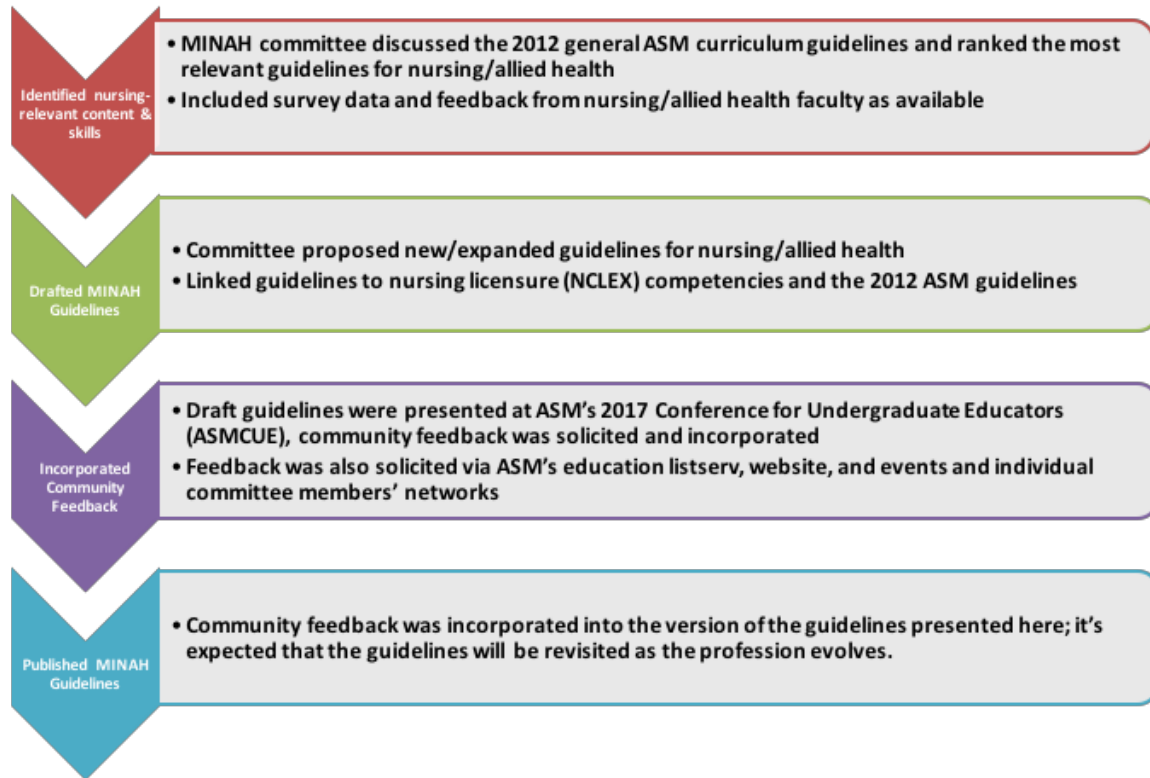 Identified nursing-
relevant content &
skills
• MINAH committee discussed the 2012 general ASM curriculum guidelines and ranked the most
relevant guidelines for nursing/allied health
• Included survey data and feedback from nursing/allied health faculty as available
Drafted MINAH
Guidelines
• Committee proposed new/expanded guidelines for nursing/allied health
• Linked guidelines to nursing licensure (NCLEX) competencies and the 2012 ASM guidelines
Incorporated
Community
Feedback
• Draft guidelines were presented at ASM’s 2017 Conference for Undergraduate Educators
(ASMCUE), community feedback was solicited and incorporated
• Feedback was also solicited via ASM’s education listserv, website, and events and individual
committee members’ networks
Published MINAH
Guidelines
• Community feedback was incorporated into the version of the guidelines presented here; it’s
expected that the guidelines will be revisited as the profession evolves.